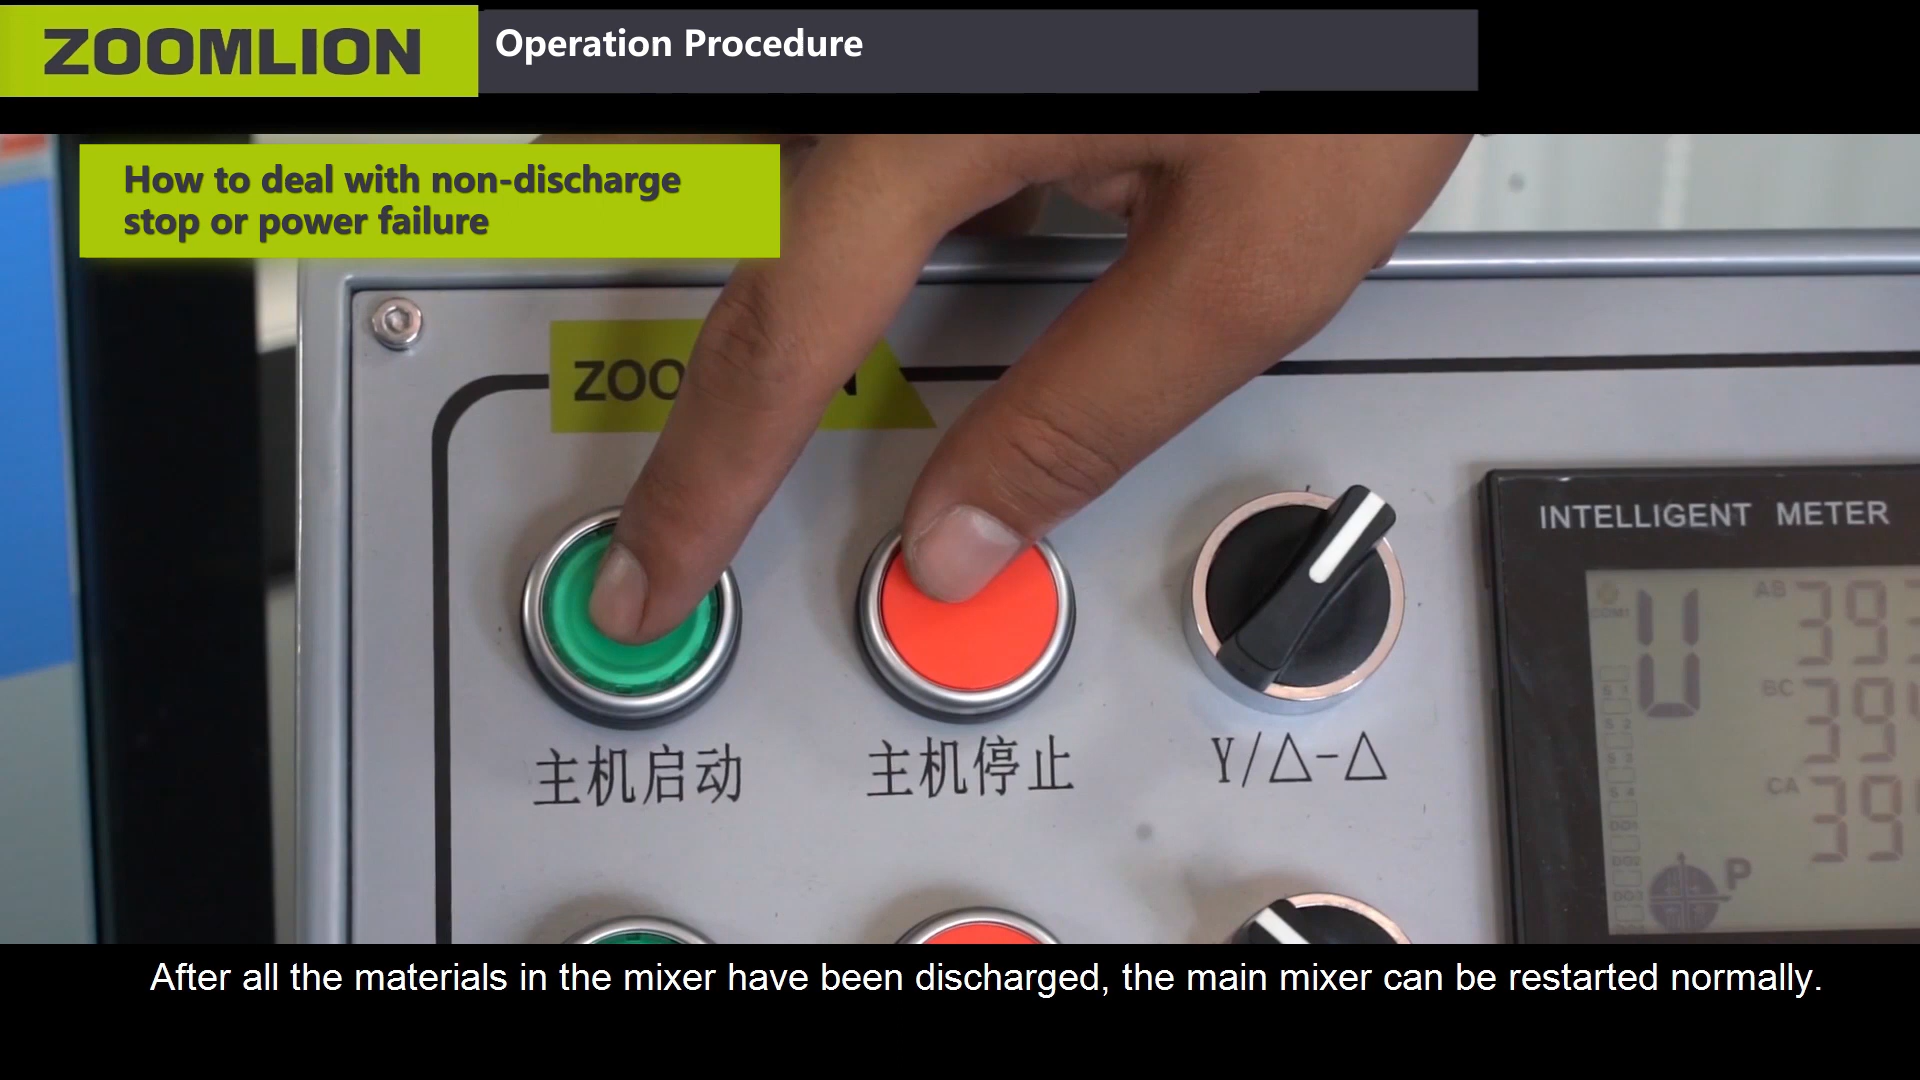 ZOOMLION
Operation Procedure
How to deal with non-discharge
stop or power failure
主机启动
主机停止
Y/△-△
INTELLIGENT METER
U
AB
BC
CA
P
After all the materials in the mixer have been discharged, the main mixer can be restarted normally.